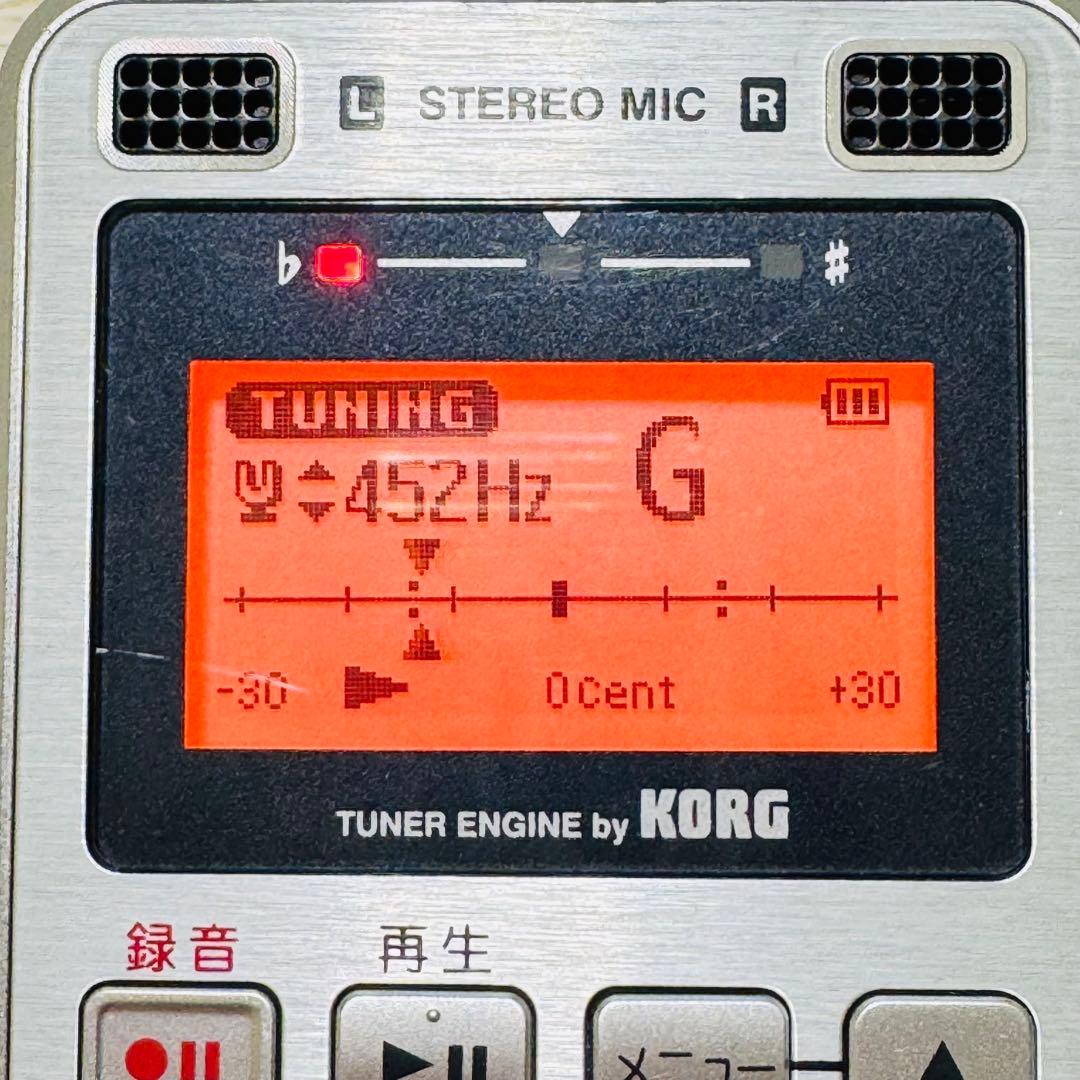 L STEREO MIC R
♭ ♯
TUNING
452Hz G
-30 0cent +30
TUNER ENGINE by KORG
録音 再生
メニュー